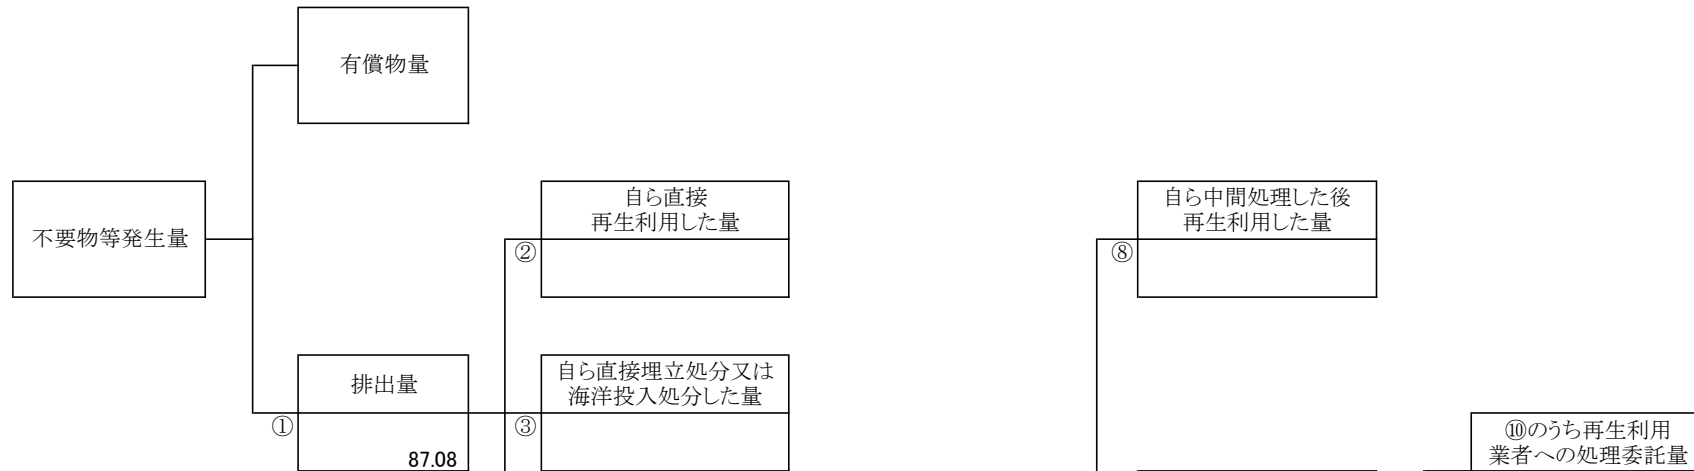 有償物量
不要物等発生量
自ら直接
再生利用した量
②
自ら中間処理した後
再生利用した量
⑧
排出量
①
87.08
自ら直接埋立処分又は
海洋投入処分した量
③
⑩のうち再生利用
業者への処理委託量